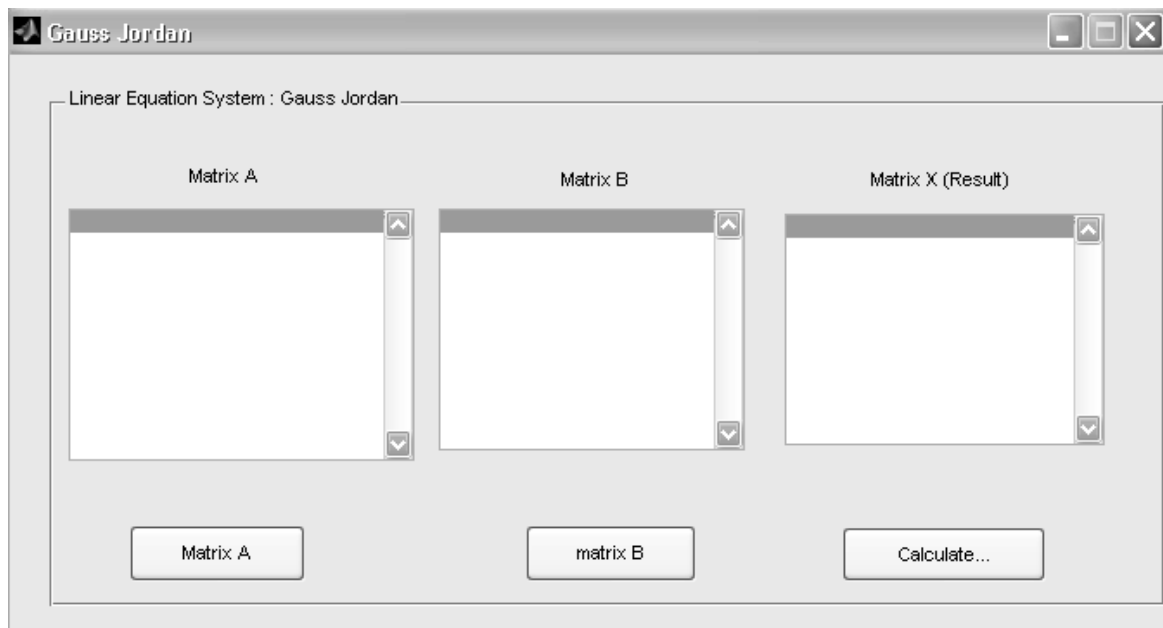 Gauss Jordan
Linear Equation System : Gauss Jordan
Matrix A
Matrix B
Matrix X (Result)
Matrix A
matrix B
Calculate...